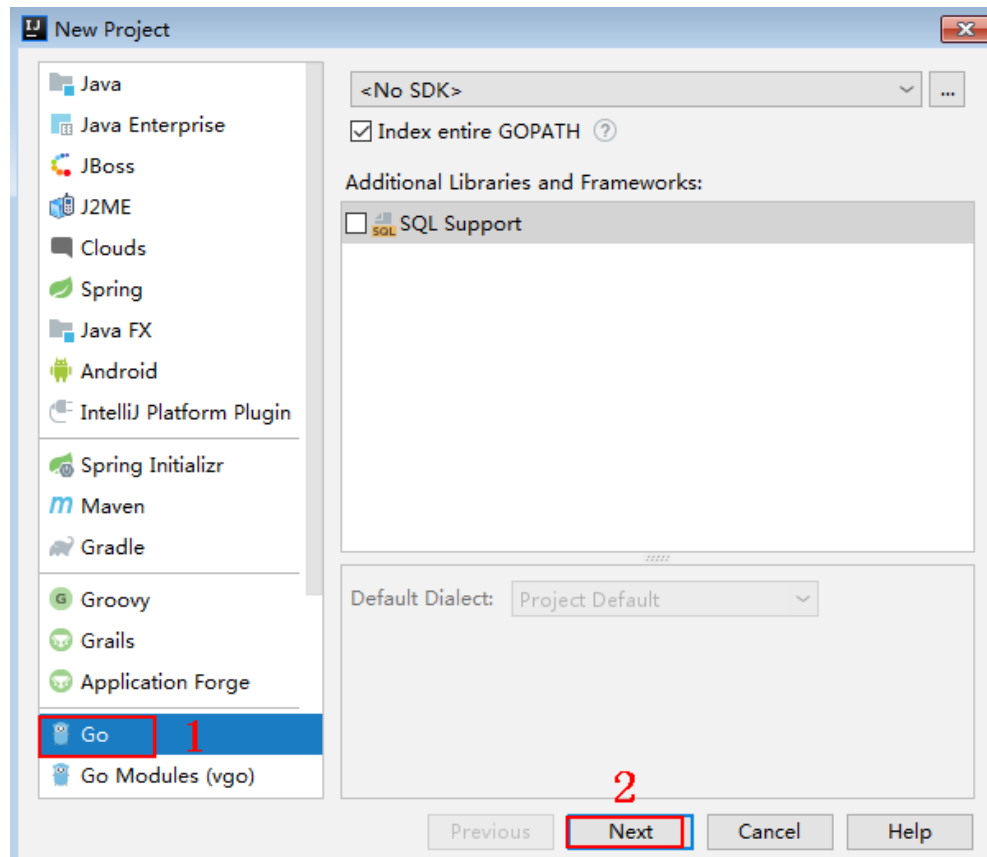 New Project
Java
Java Enterprise
JBoss
J2ME
Clouds
Spring
Java FX
Android
IntelliJ Platform Plugin
Spring Initializr
Maven
Gradle
Groovy
Grails
Application Forge
Go 1
Go Modules (vgo)
<No SDK>
...
Index entire GOPATH ?
Additional Libraries and Frameworks:
SQL SQL Support
Default Dialect: Project Default
2
Previous Next Cancel Help